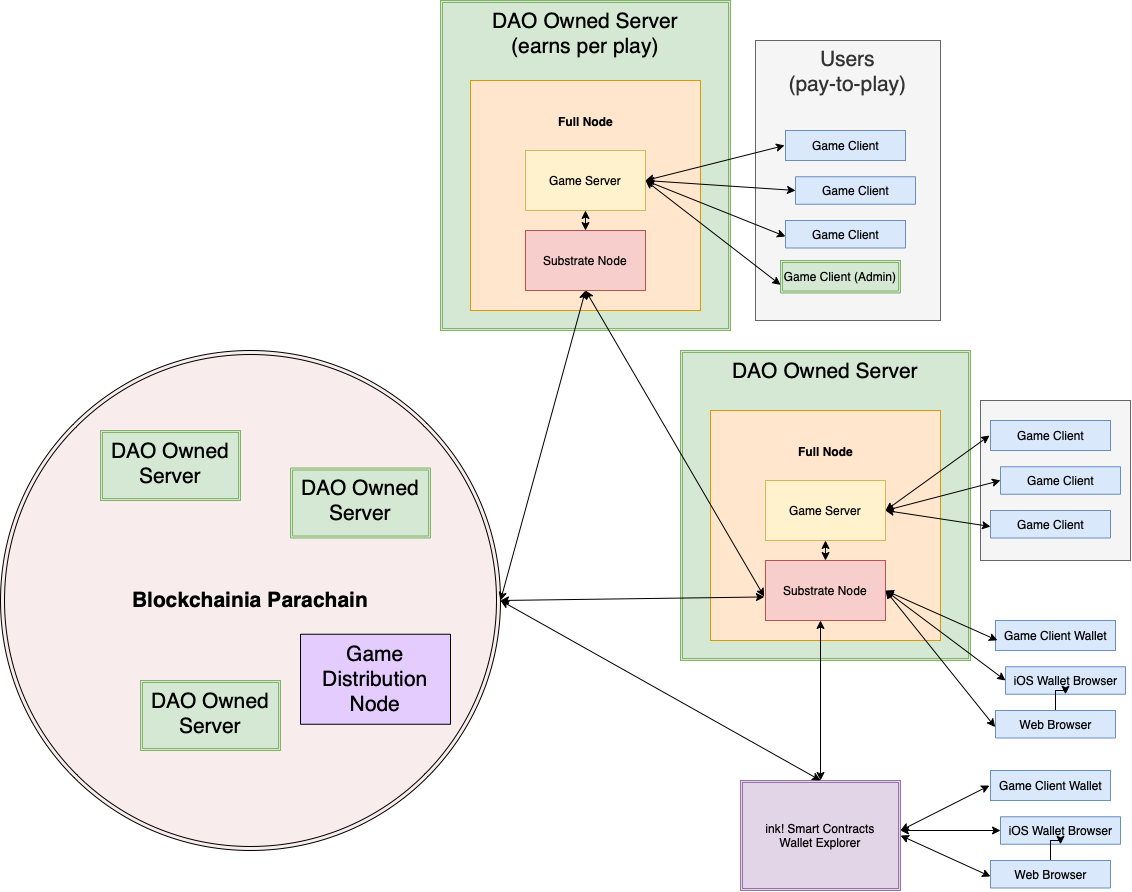 DAO Owned Server
(earns per play)
Users
(pay-to-play)
Full Node
Game Server
Substrate Node
Game Client
Game Client
Game Client
Game Client (Admin)
DAO Owned Server
Full Node
Game Server
Substrate Node
Game Client
Game Client
Game Client
Game Client Wallet
iOS Wallet Browser
Web Browser
DAO Owned
Server
DAO Owned
Server
Blockchainia Parachain
Game
Distribution
Node
DAO Owned
Server
ink! Smart Contracts
Wallet Explorer
Game Client Wallet
iOS Wallet Browser
Web Browser